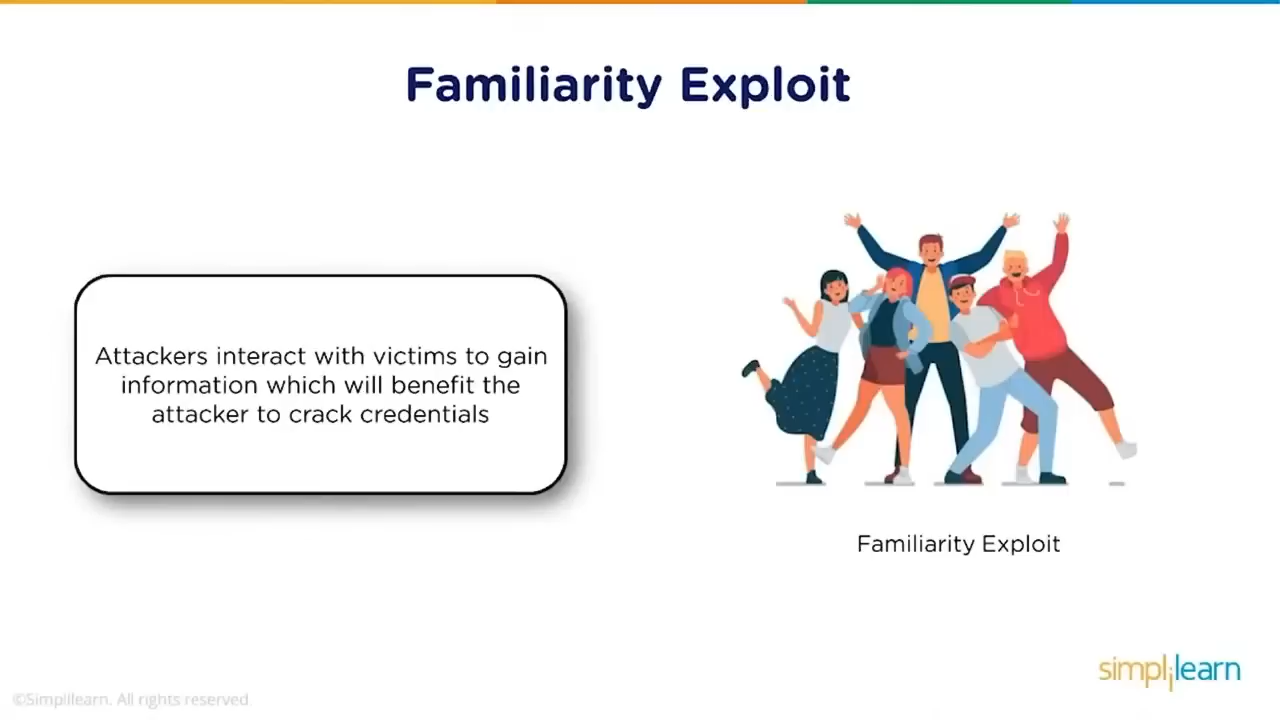 Familiarity Exploit
Attackers interact with victims to gain
information which will benefit the
attacker to crack credentials
Familiarity Exploit
simplilearn
©Simplilearn. All rights reserved.